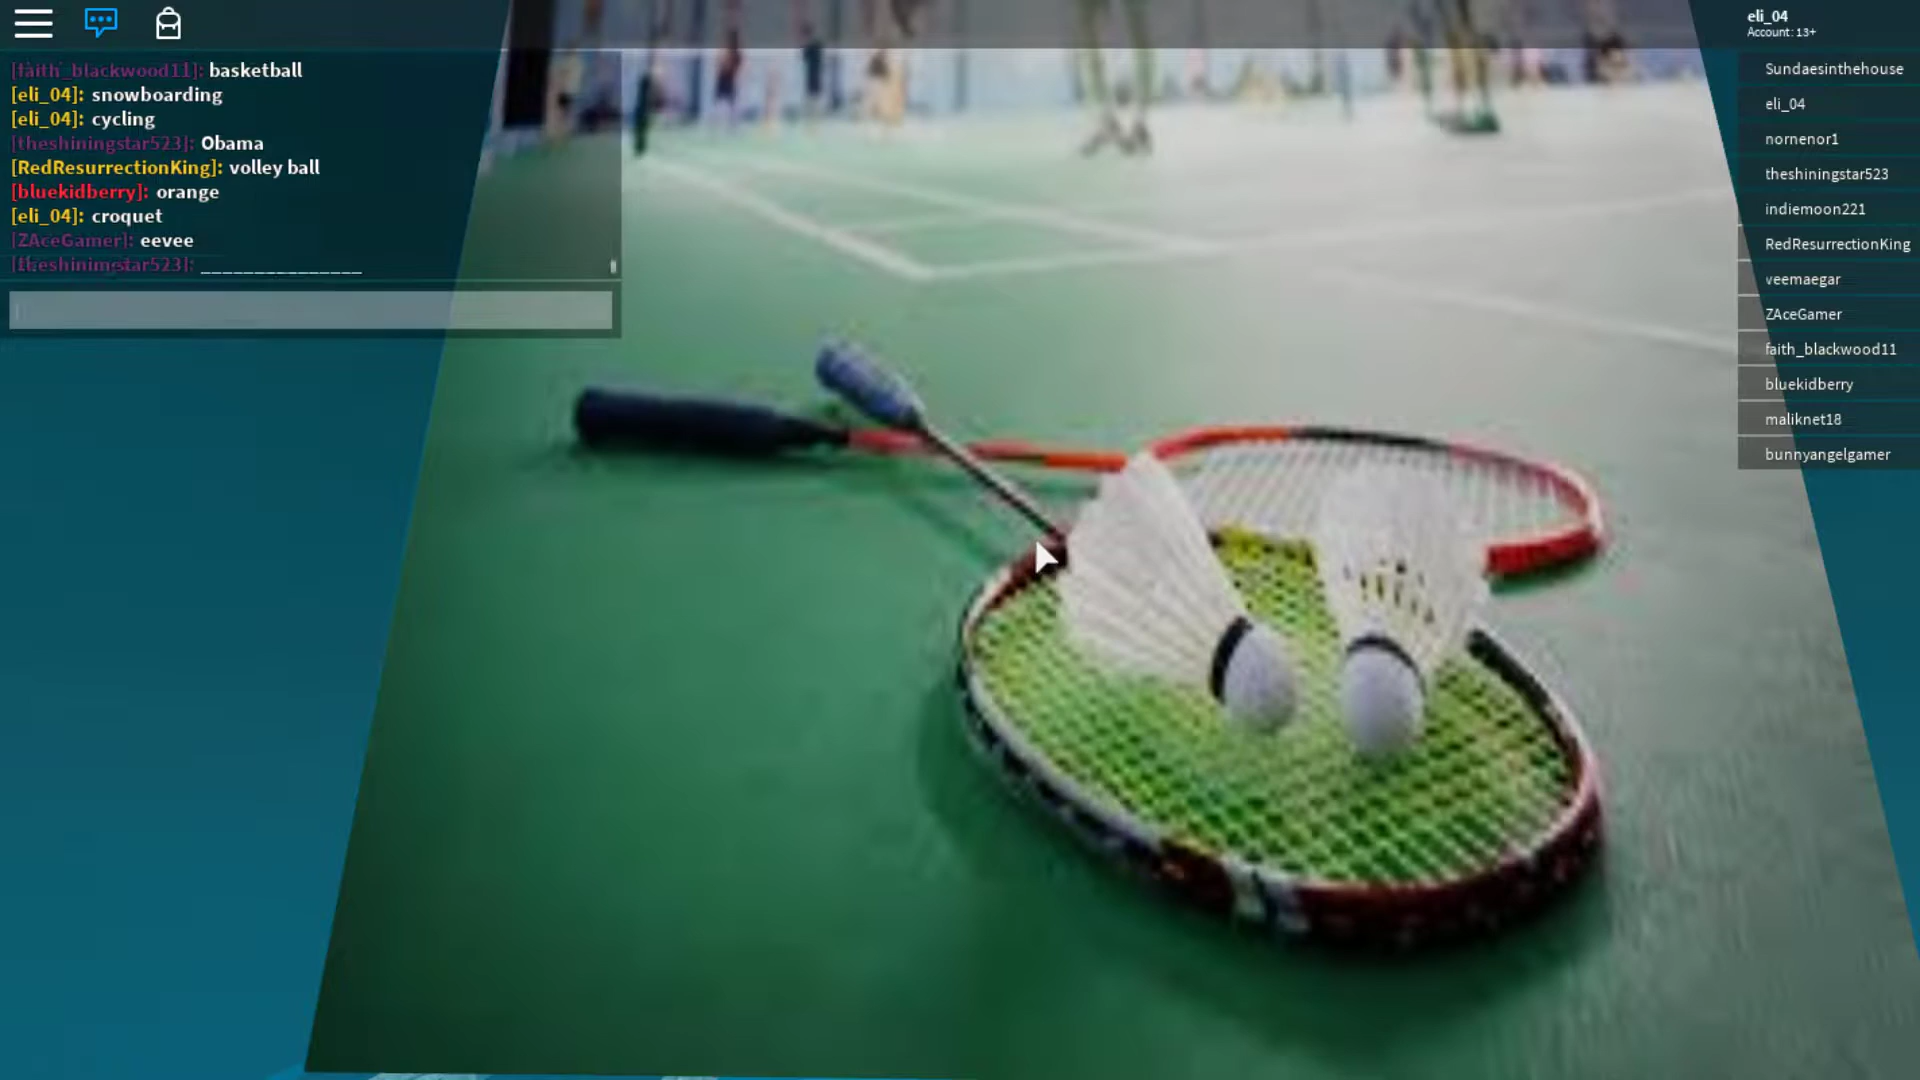 eli_04
Account: 13+
[faith_blackwood11]: basketball
[eli_04]: snowboarding
[eli_04]: cycling
[theshiningstar523]: Obama
[RedResurrectionKing]: volley ball
[bluekidberry]: orange
[eli_04]: croquet
[ZAceGamer]: eevee
[theshiningstar523]: _______________
Sundaesinthehouse
eli_04
nornenor1
theshiningstar523
indiemoon221
RedResurrectionKing
veemaegar
ZAceGamer
faith_blackwood11
bluekidberry
maliknet18
bunnyangelgamer